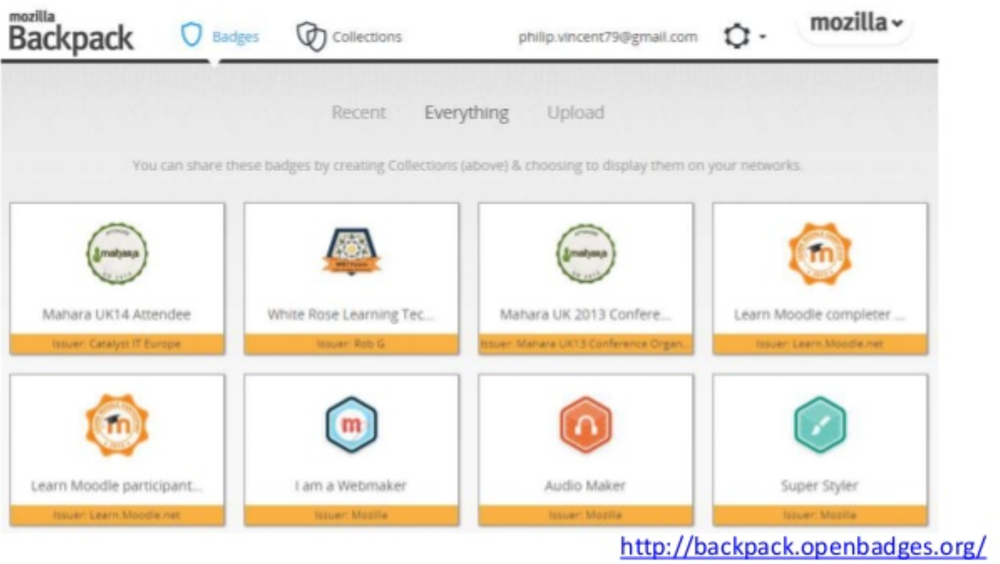 mozilla
Backpack
Badges
Collections
philip.vincent79@gmail.com
mozilla
Recent Everything Upload
You can share these badges by creating Collections (above) & choosing to display them on your networks.
mahara
mahara
m
Mahara UK14 Attendee
White Rose Learning Tec...
Mahara UK 2013 Confere...
Learn Moodle completer ...
Issuer: Catalyst IT Europe
Issuer: Rob G
Issuer: Mahara UK13 Conference Organ...
Issuer: Learn.Moodle.net
m
m
Learn Moodle participant...
I am a Webmaker
Audio Maker
Super Styler
Issuer: Learn.Moodle.net
Issuer: Mozilla
Issuer: Mozilla
Issuer: Mozilla
http://backpack.openbadges.org/